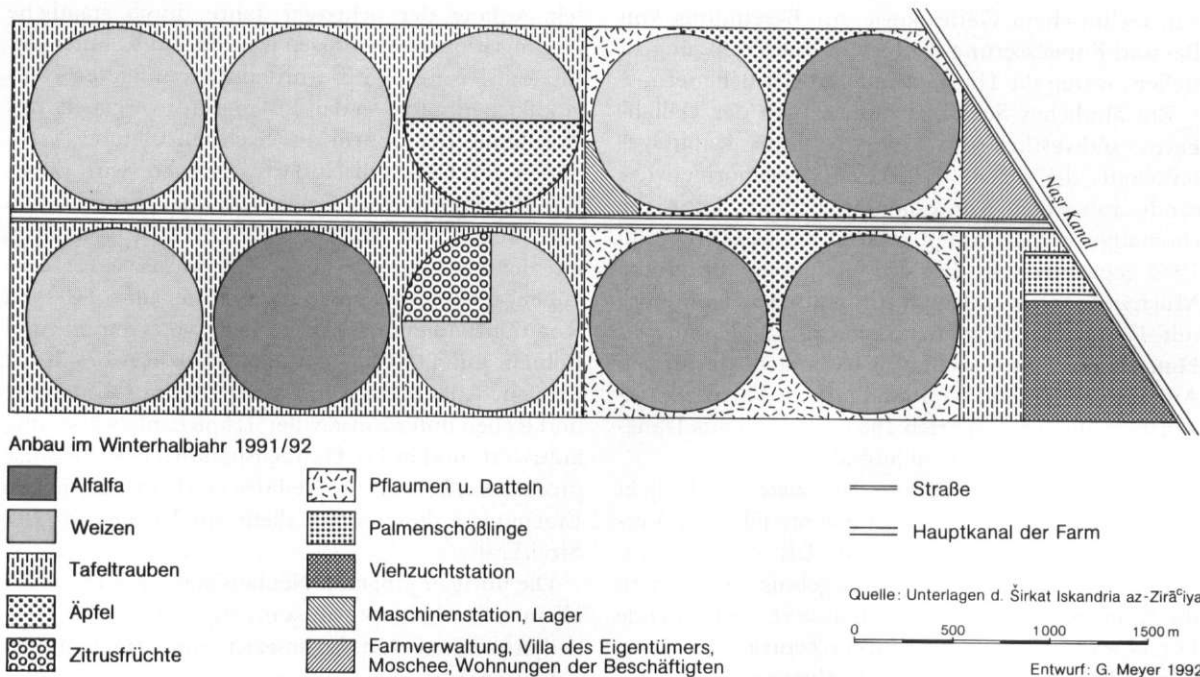 Nasr Kanal
Anbau im Winterhalbjahr 1991/92
Alfalfa
Weizen
Tafeltrauben
Äpfel
Zitrusfrüchte
Pflaumen u. Datteln
Palmenschößlinge
Viehzuchtstation
Maschinenstation, Lager
Farmverwaltung, Villa des Eigentümers,
Moschee, Wohnungen der Beschäftigten
Straße
Hauptkanal der Farm
Quelle: Unterlagen d. Širkat Iskandria az-Zirāʿiya
0 500 1000 1500 m
Entwurf: G. Meyer 1992